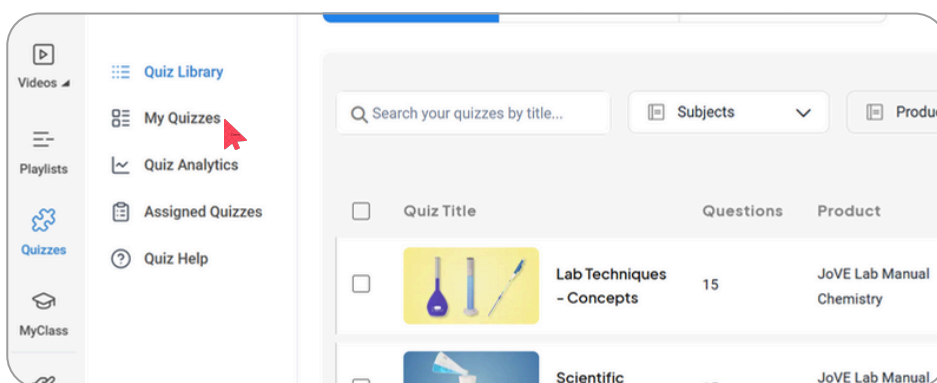 Videos
Playlists
Quizzes
MyClass
Quiz Library
My Quizzes
Quiz Analytics
Assigned Quizzes
Quiz Help
Search your quizzes by title...
Subjects
Quiz Title
Questions
Product
Lab Techniques
- Concepts
15
JoVE Lab Manual
Chemistry
Scientific
JoVE Lab Manual